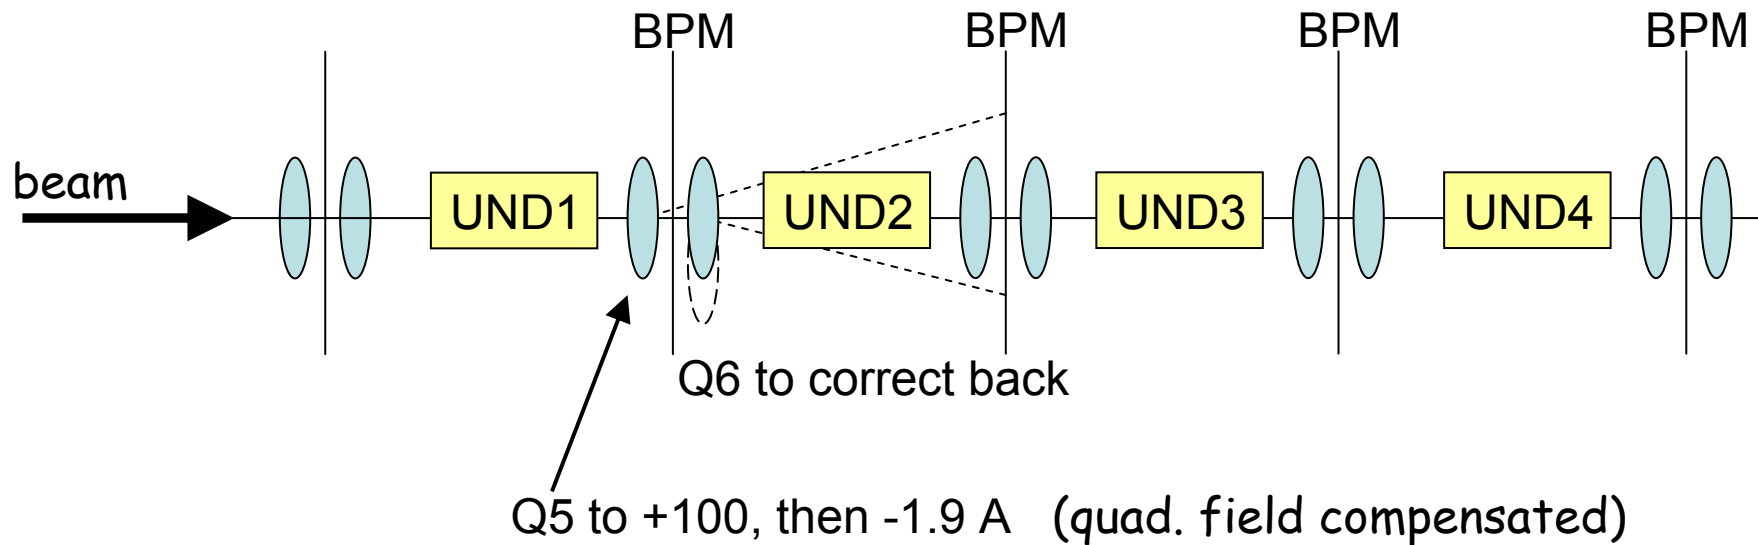 BPM BPM BPM BPM
beam
UND1 UND2 UND3 UND4
Q6 to correct back
Q5 to +100, then -1.9 A (quad. field compensated)